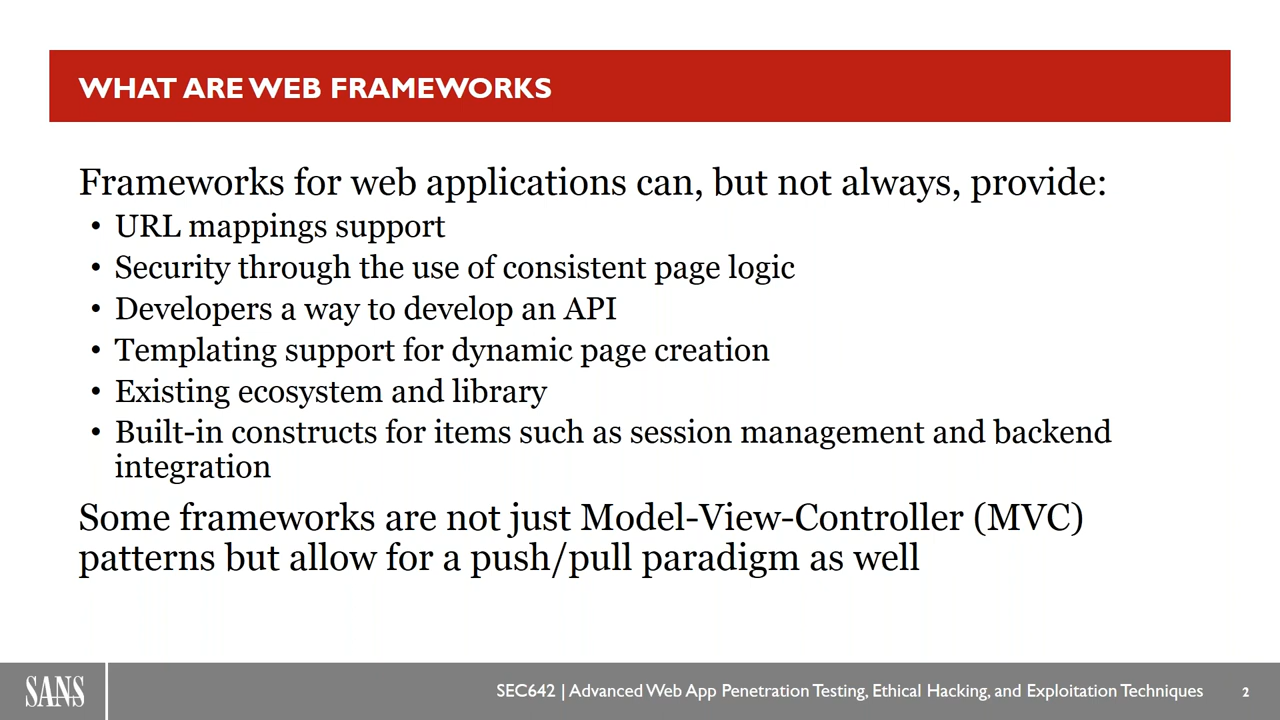 WHAT ARE WEB FRAMEWORKS
Frameworks for web applications can, but not always, provide:
• URL mappings support
• Security through the use of consistent page logic
• Developers a way to develop an API
• Templating support for dynamic page creation
• Existing ecosystem and library
• Built-in constructs for items such as session management and backend
integration
Some frameworks are not just Model-View-Controller (MVC)
patterns but allow for a push/pull paradigm as well
SANS
SEC642 | Advanced Web App Penetration Testing, Ethical Hacking, and Exploitation Techniques
2